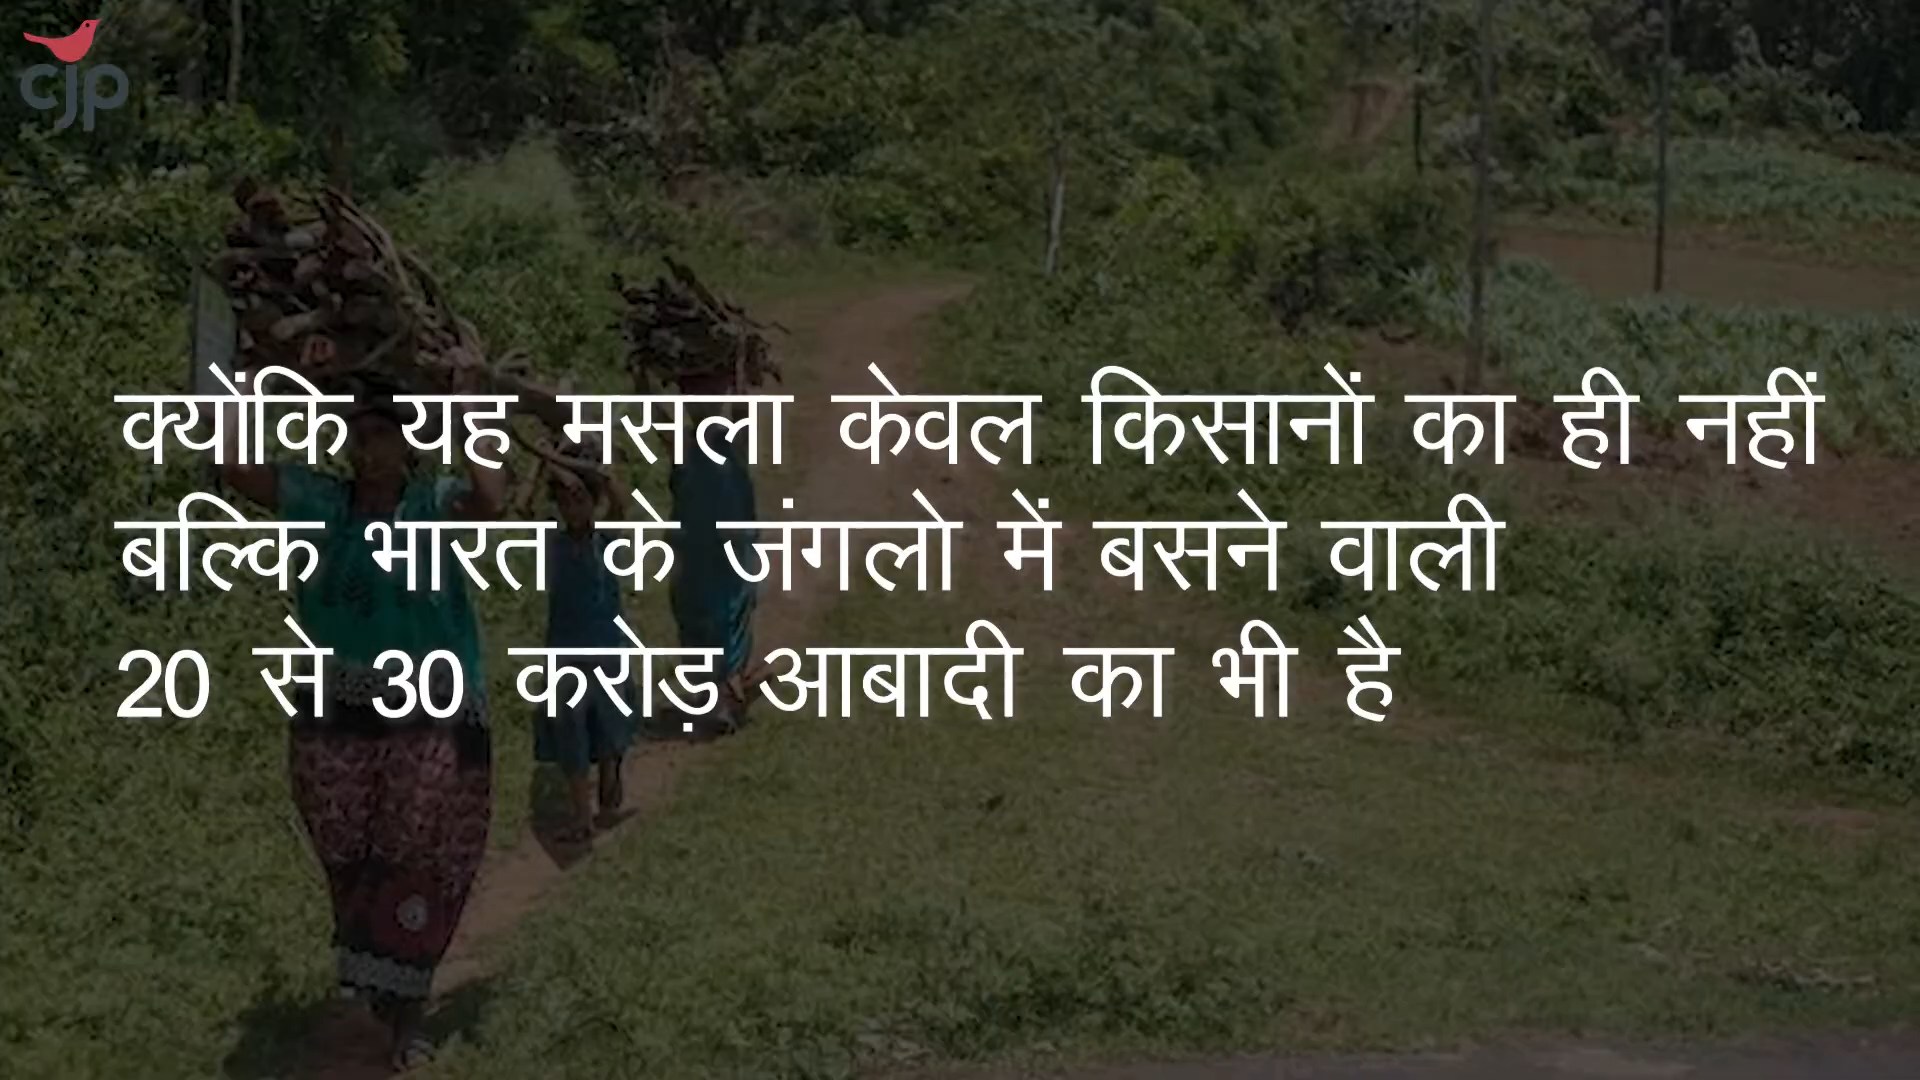 cjp
क्योंकि यह मसला केवल किसानों का ही नहीं
बल्कि भारत के जंगलो में बसने वाली
20 से 30 करोड़ आबादी का भी है